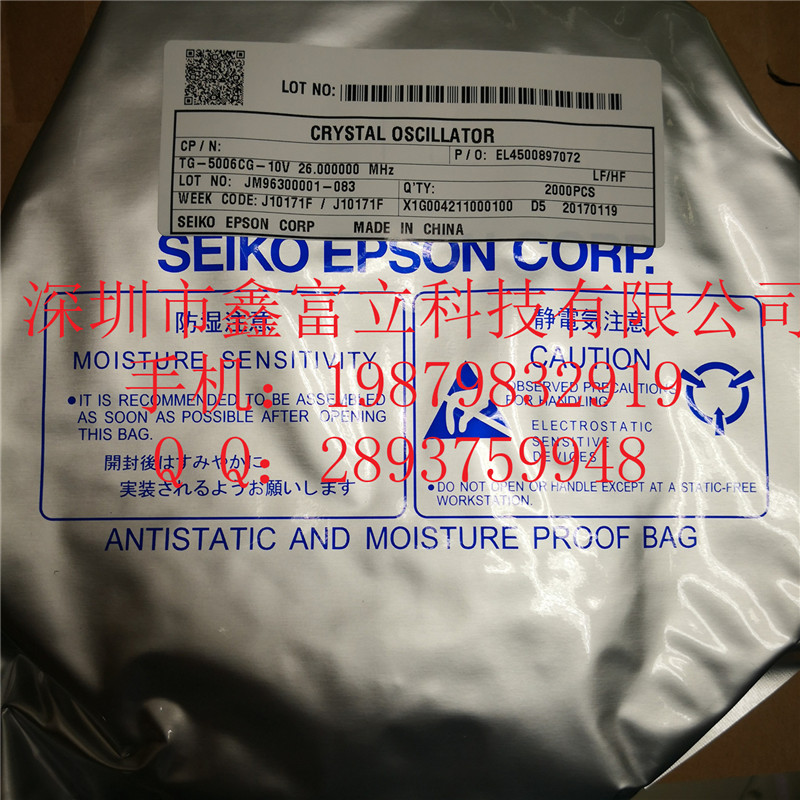 LOT NO:
CRYSTAL OSCILLATOR
CP / N:
P / O: EL4500897072
TG-5006CG-10V 26.000000 MHz
LF/HF
LOT NO: JM96300001-083
Q'TY: 2000PCS
WEEK CODE: J10171F / J10171F
X1G004211000100 D5 20170119
SEIKO EPSON CORP MADE IN CHINA
SEIKO EPSON CORP.
深圳市鑫富立科技有限公司
防湿注意
MOISTURE SENSITIVITY
●IT IS RECOMMENDED TO BE ASSEMBLED
AS SOON AS POSSIBLE AFTER OPENING
THIS BAG.
開封後はすみやかに
実装されるようお願いします
静電気注意
CAUTION
OBSERVED PRECAUTIONS
FOR HANDLING
ELECTROSTATIC
SENSITIVE
DEVICES
●DO NOT OPEN OR HANDLE EXCEPT AT A STATIC-FREE
WORKSTATION.
手机：19879832919
QQ：2893759948
ANTISTATIC AND MOISTURE PROOF BAG